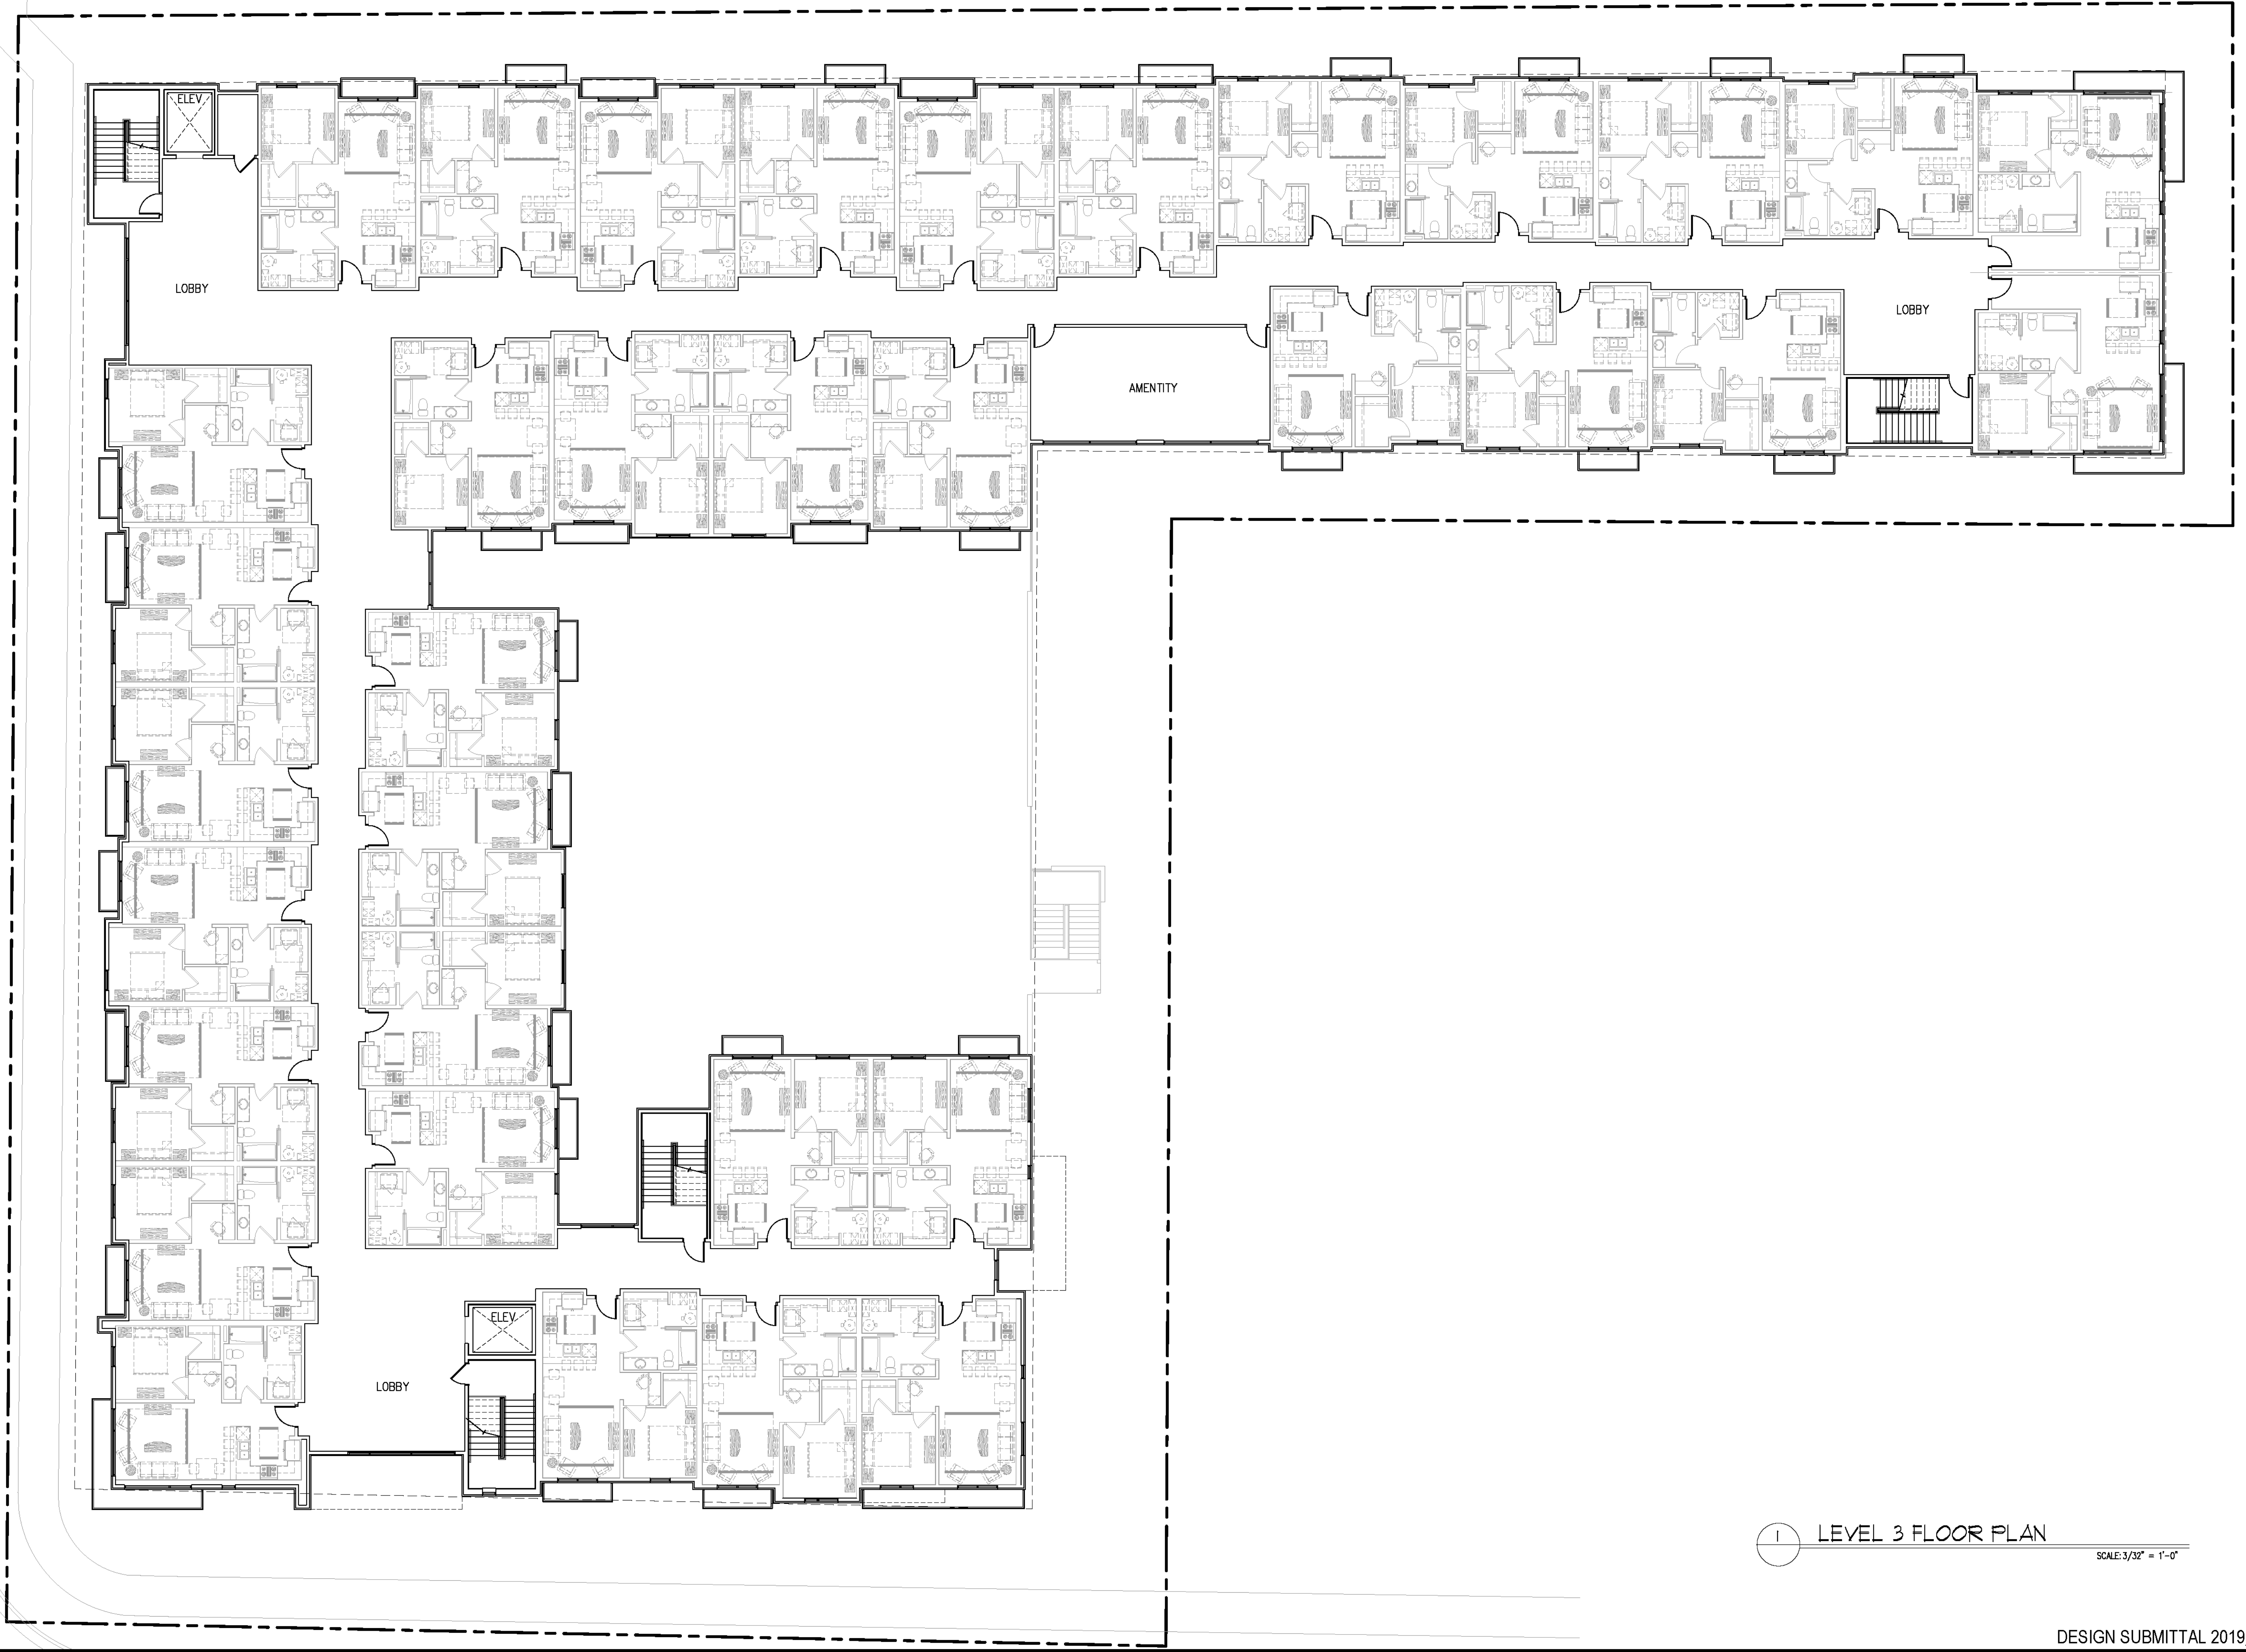 ELEV
LOBBY
LOBBY
AMENTITY
ELEV
LOBBY
1 LEVEL 3 FLOOR PLAN
SCALE: 3/32" = 1'-0"
DESIGN SUBMITTAL 2019